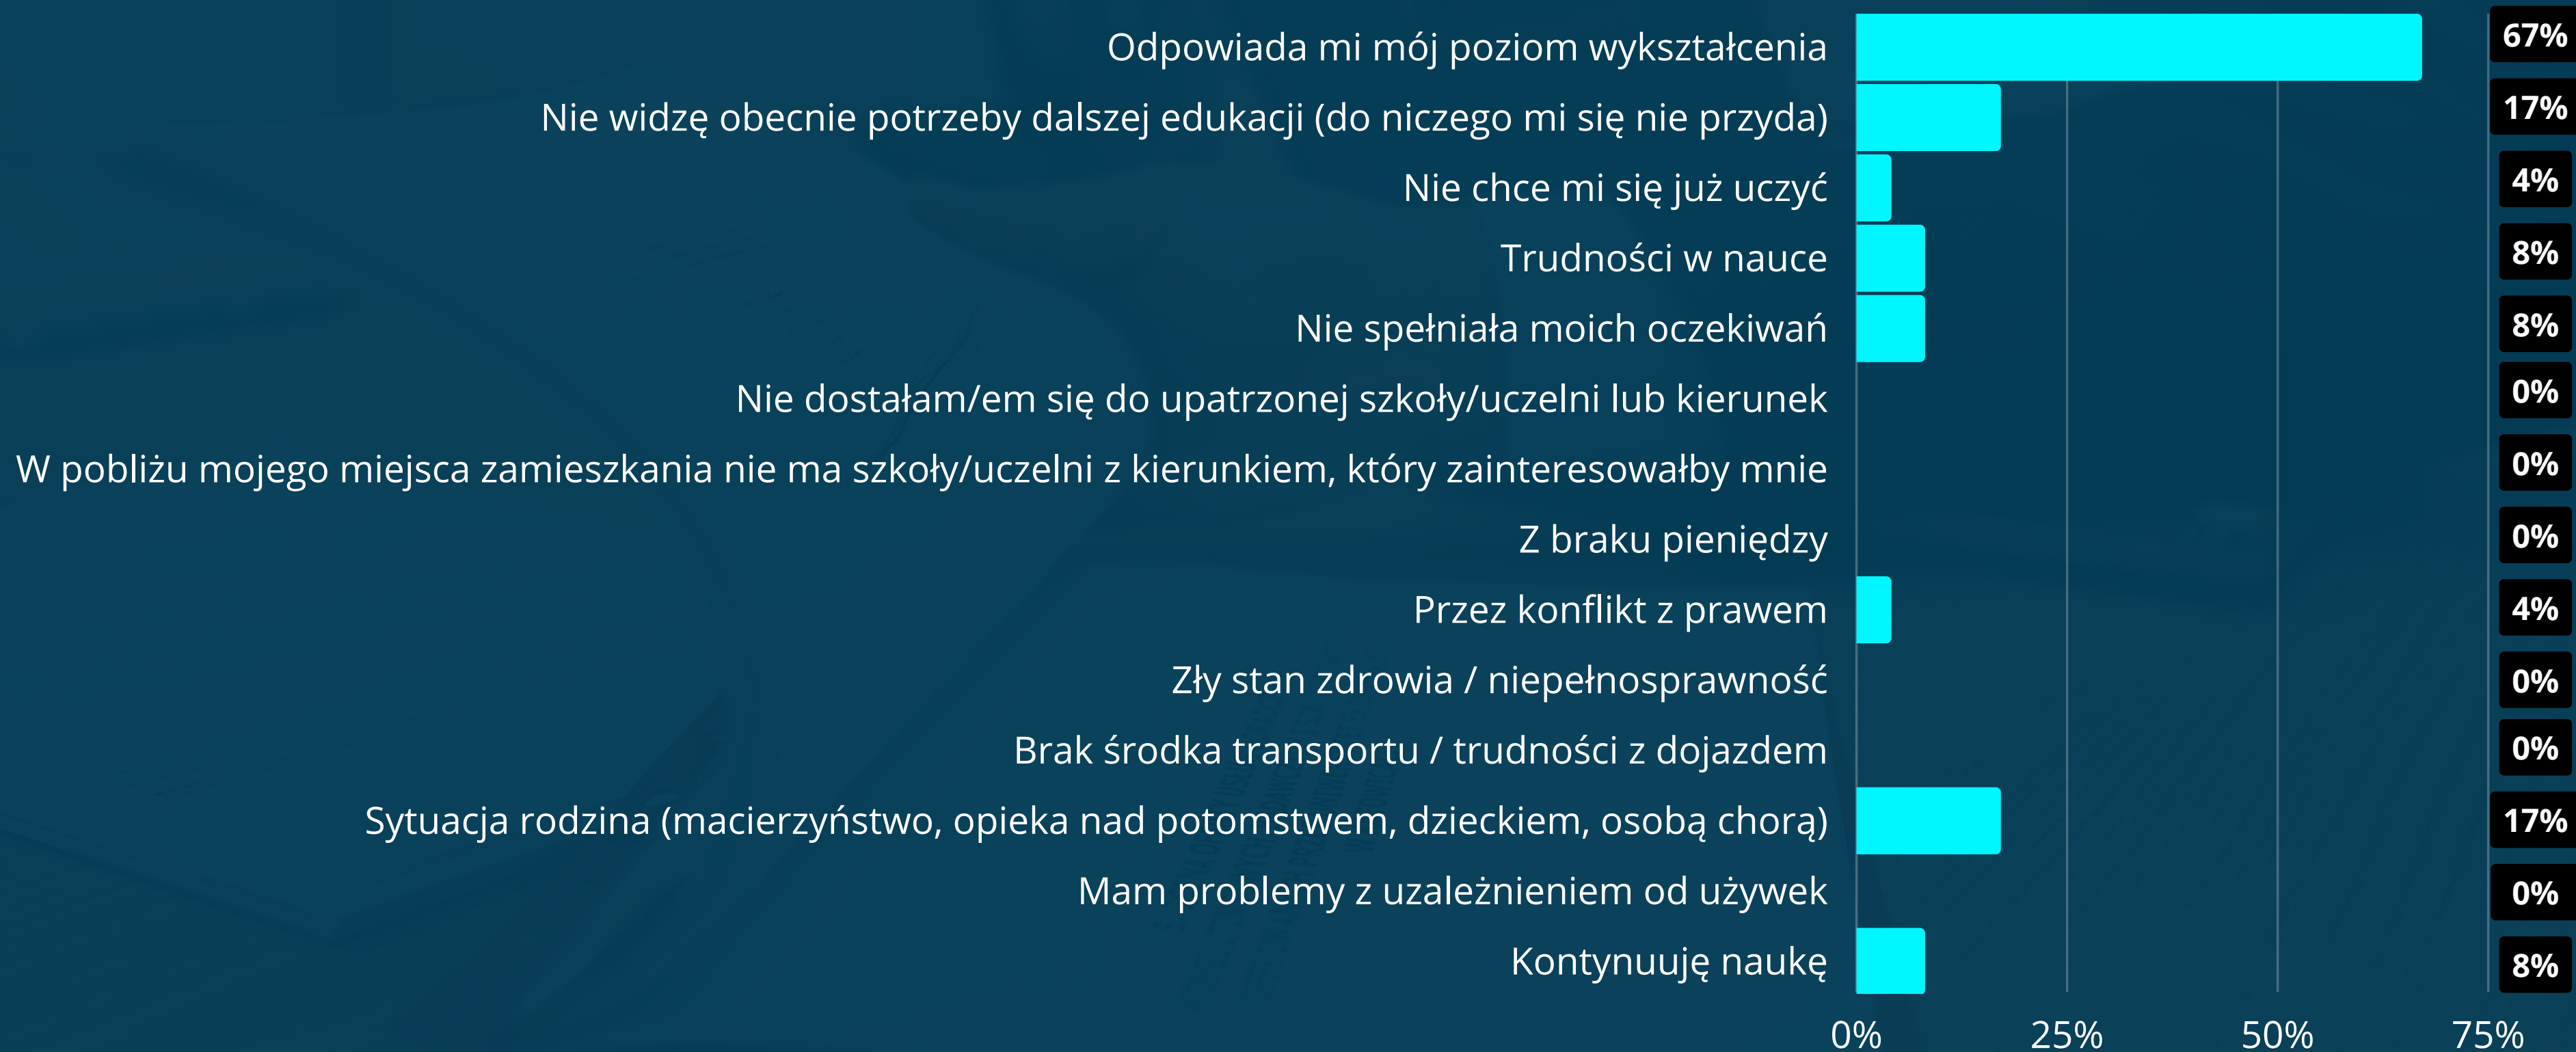 Odpowiada mi mój poziom wykształcenia 67%
Nie widzę obecnie potrzeby dalszej edukacji (do niczego mi się nie przyda) 17%
Nie chce mi się już uczyć 4%
Trudności w nauce 8%
Nie spełniała moich oczekiwań 8%
Nie dostałam/em się do upatrzonej szkoły/uczelni lub kierunek 0%
W pobliżu mojego miejsca zamieszkania nie ma szkoły/uczelni z kierunkiem, który zainteresowałby mnie 0%
Z braku pieniędzy 0%
Przez konflikt z prawem 4%
Zły stan zdrowia / niepełnosprawność 0%
Brak środka transportu / trudności z dojazdem 0%
Sytuacja rodzina (macierzyństwo, opieka nad potomstwem, dzieckiem, osobą chorą) 17%
Mam problemy z uzależnieniem od używek 0%
Kontynuuję naukę 8%
0% 25% 50% 75%